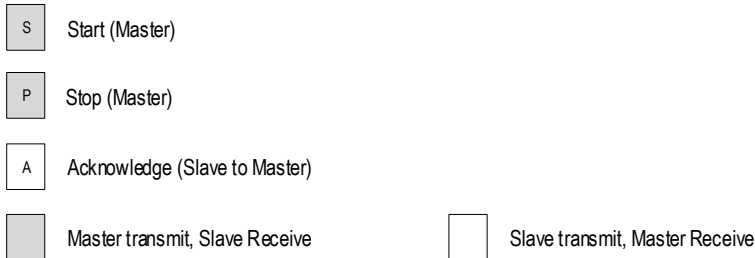 S Start (Master)
P Stop (Master)
A Acknowledge (Slave to Master)
Master transmit, Slave Receive Slave transmit, Master Receive